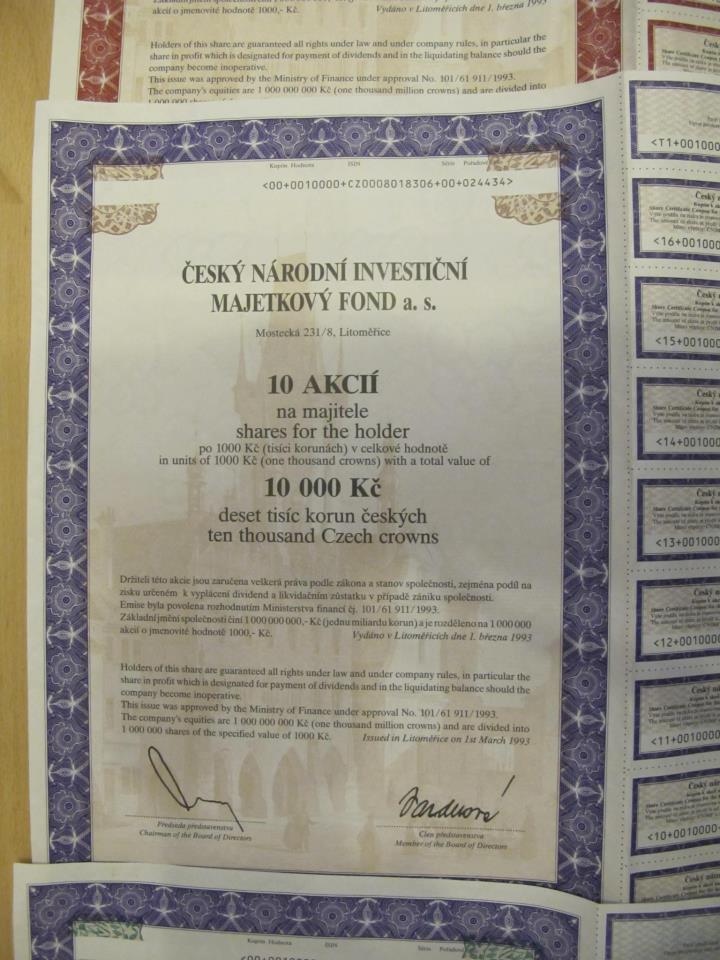 akcií o jmenovité hodnotě 1000,- Kč. Vydáno v Litoměřicích dne 1. března 1993
Holders of this share are guaranteed all rights under law and under company rules, in particular the
share in profit which is designated for payment of dividends and in the liquidating balance should the
company become inoperative.
This issue was approved by the Ministry of Finance under approval No. 101/61 911/1993.
The company's equities are 1 000 000 000 Kč (one thousand million crowns) and are divided into
Kupón Hodnota ISIN Série Pořadové
<00+0010000+CZ0008018306+00+024434>
ČESKÝ NÁRODNÍ INVESTIČNÍ
MAJETKOVÝ FOND a. s.
Mostecká 231/8, Litoměřice
10 AKCIÍ
na majitele
shares for the holder
po 1000 Kč (tisíci korunách) v celkové hodnotě
in units of 1000 Kč (one thousand crowns) with a total value of
10 000 Kč
deset tisíc korun českých
ten thousand Czech crowns
Držiteli této akcie jsou zaručena veškerá práva podle zákona a stanov společnosti, zejména podíl na
zisku určeném k vyplácení dividend a likvidačním zůstatku v případě zániku společnosti.
Emise byla povolena rozhodnutím Ministerstva financí čj. 101/61 911/1993.
Základní jmění společnosti činí 1 000 000 000,- Kč (jednu miliardu korun) a je rozděleno na 1 000 000
akcií o jmenovité hodnotě 1000,- Kč. Vydáno v Litoměřicích dne 1. března 1993
Holders of this share are guaranteed all rights under law and under company rules, in particular the
share in profit which is designated for payment of dividends and in the liquidating balance should the
company become inoperative.
This issue was approved by the Ministry of Finance under approval No. 101/61 911/1993.
The company's equities are 1 000 000 000 Kč (one thousand million crowns) and are divided into
1 000 000 shares of the specified value of 1000 Kč. Issued in Litoměřice on 1st March 1993
Předseda představenstva
Chairman of the Board of Directors
Člen představenstva
Member of the Board of Directors
<T1+001000
<16+001000
<15+001000
<14+001000
<13+001000
<12+001000
<11+001000
<10+001000
Kupón Hodnota ISIN Série Pořadové